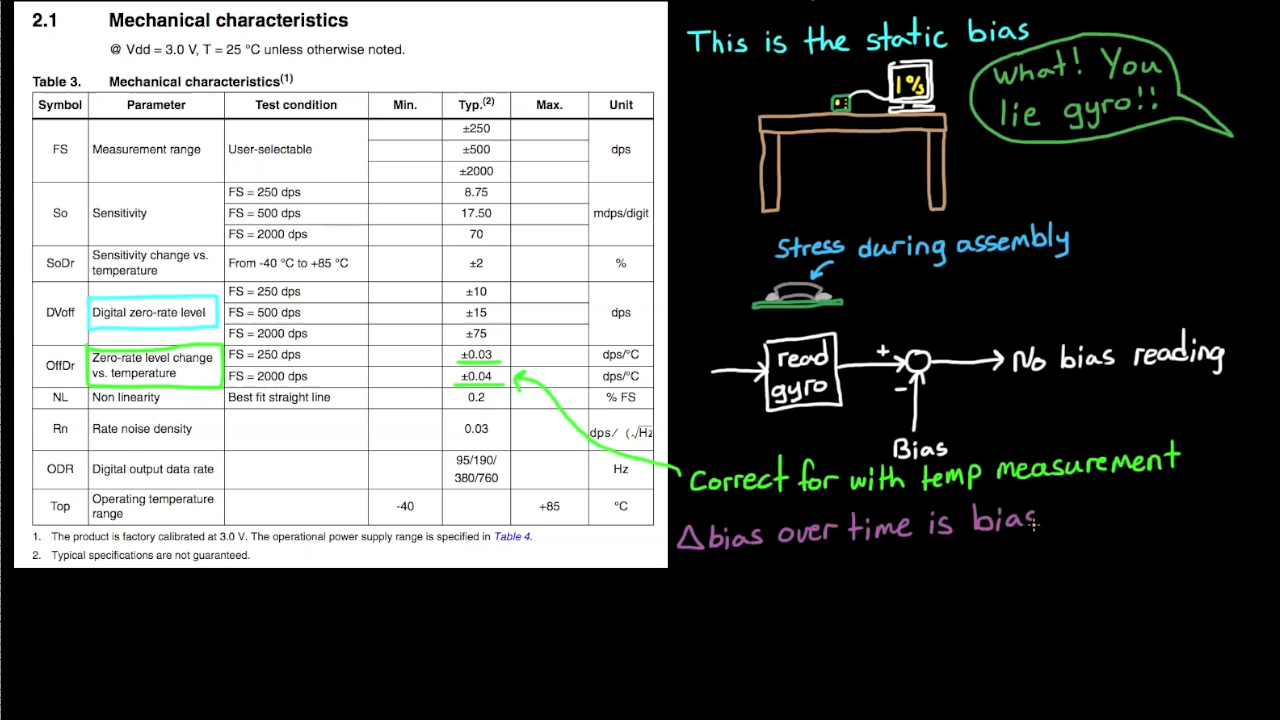 2.1 Mechanical characteristics
@ Vdd = 3.0 V, T = 25 °C unless otherwise noted.
Table 3. Mechanical characteristics(1)
Symbol Parameter Test condition Min. Typ.(2) Max. Unit
FS Measurement range User-selectable ±250 dps
±500
±2000
So Sensitivity FS = 250 dps 8.75 mdps/digit
FS = 500 dps 17.50
FS = 2000 dps 70
SoDr Sensitivity change vs. temperature From -40 °C to +85 °C ±2 %
DVoff Digital zero-rate level FS = 250 dps ±10 dps
FS = 500 dps ±15
FS = 2000 dps ±75
OffDr Zero-rate level change vs. temperature FS = 250 dps ±0.03 dps/°C
FS = 2000 dps ±0.04 dps/°C
NL Non linearity Best fit straight line 0.2 % FS
Rn Rate noise density 0.03 dps/(√Hz
ODR Digital output data rate 95/190/ 380/760 Hz
Top Operating temperature range -40 +85 °C
1. The product is factory calibrated at 3.0 V. The operational power supply range is specified in Table 4.
2. Typical specifications are not guaranteed.
This is the static bias
1°/s
What! You
lie gyro!!
Stress during assembly
read
gyro
+
-
No bias reading
Bias
Correct for with temp measurement
Δbias over time is bias